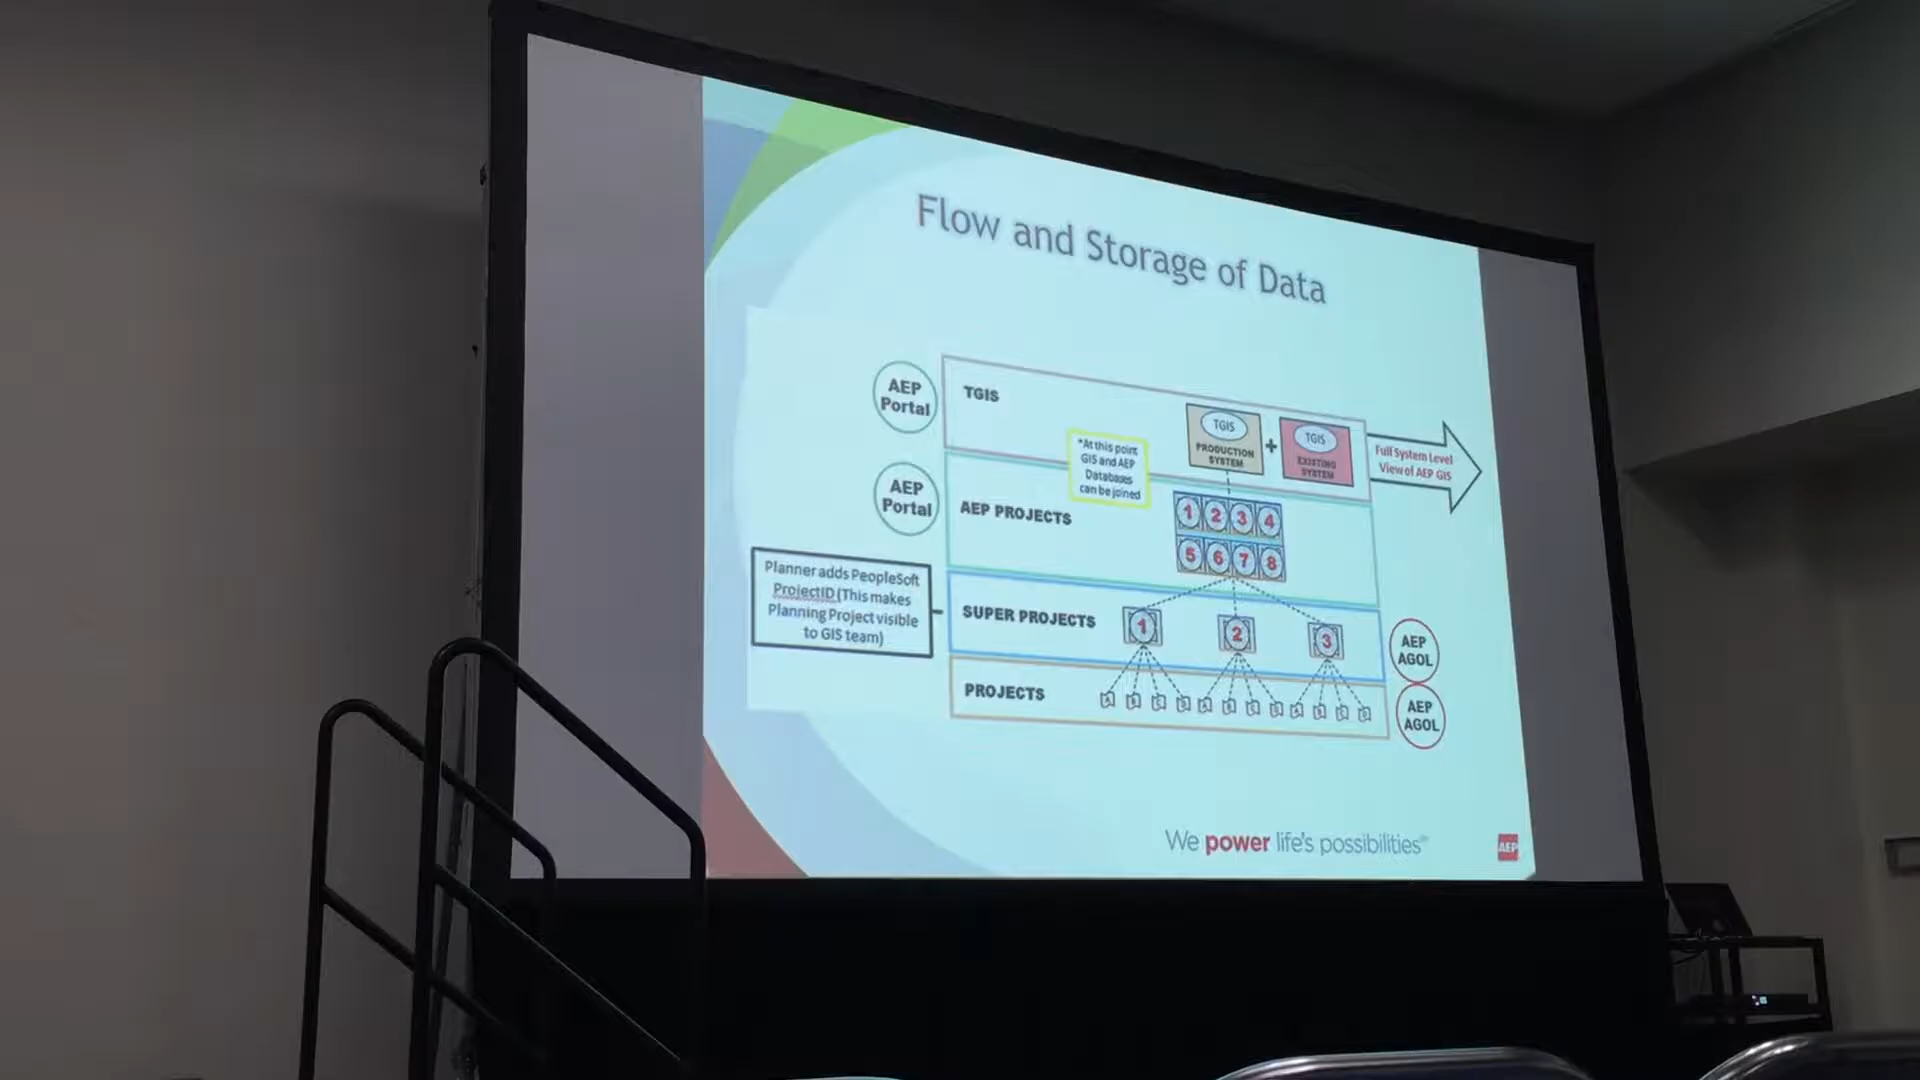 Flow and Storage of Data
AEP
Portal
TGIS
*At this point
GIS and AEP
Databases
can be joined
TGIS
PRODUCTION
SYSTEM
+
TGIS
EXISTING
SYSTEM
Full System Level
View of AEP GIS
AEP
Portal
AEP PROJECTS
1 2 3 4
5 6 7 8
Planner adds PeopleSoft
ProjectID (This makes
Planning Project visible
to GIS team)
SUPER PROJECTS
1 2 3
AEP
AGOL
PROJECTS
AEP
AGOL
We power life's possibilities
AEP